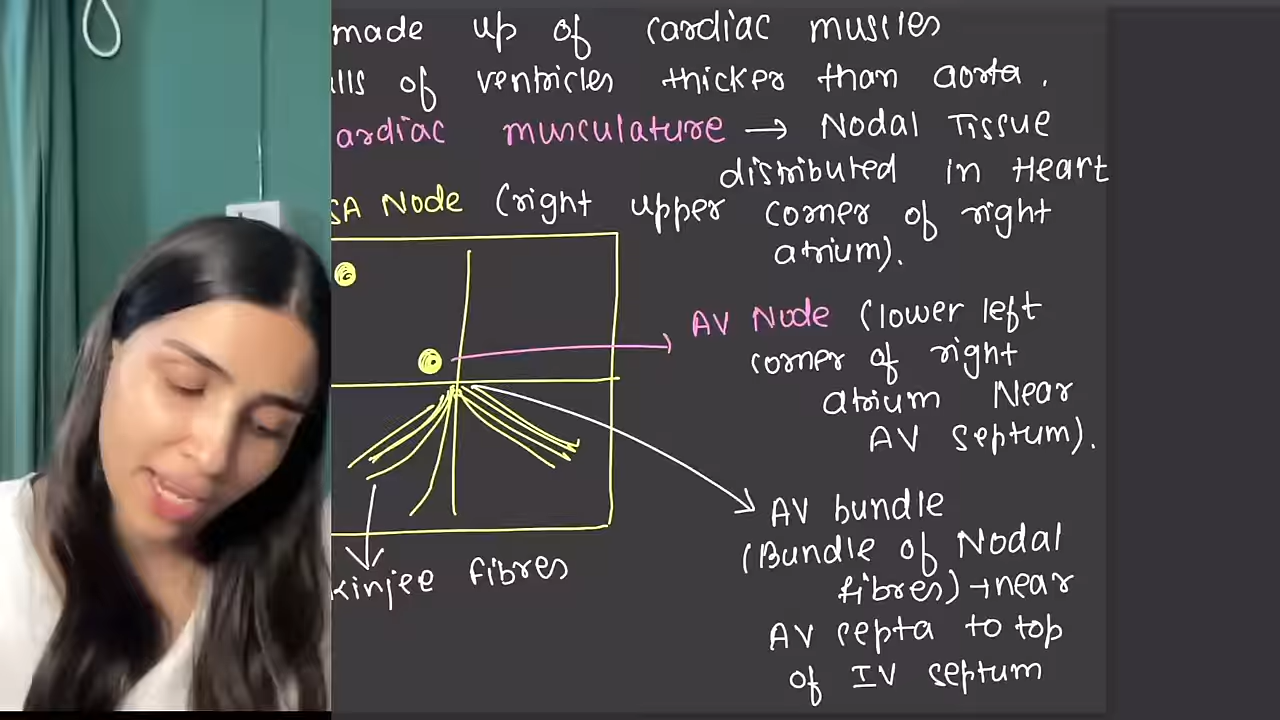 made up of cardiac muscles
lls of ventricles thicker than aorta.
ardiac musculature → Nodal Tissue
distributed in Heart
SA Node (right upper corner of right
atrium).
AV Node (lower left
corner of right
atrium Near
AV septum).
AV bundle
(Bundle of Nodal
fibres) → near
AV septa to top
of IV septum
kinjee fibres